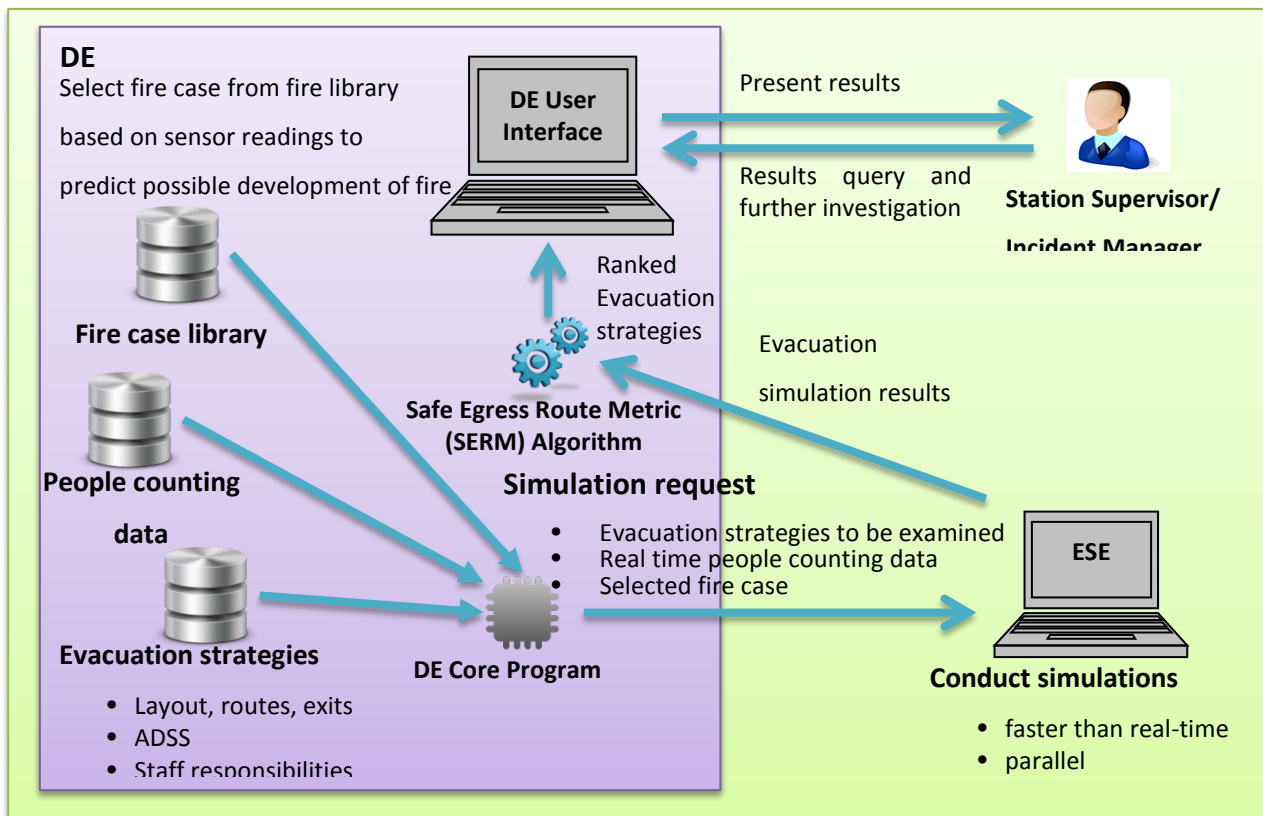 DE
Select fire case from fire library
based on sensor readings to
predict possible development of fire
DE User
Interface
Present results
Results query and
further investigation
Station Supervisor/
Incident Manager
Fire case library
Ranked
Evacuation
strategies
Safe Egress Route Metric
(SERM) Algorithm
Evacuation
simulation results
People counting
data
Simulation request
• Evacuation strategies to be examined
• Real time people counting data
• Selected fire case
ESE
Evacuation strategies
• Layout, routes, exits
• ADSS
• Staff responsibilities
DE Core Program
Conduct simulations
• faster than real-time
• parallel